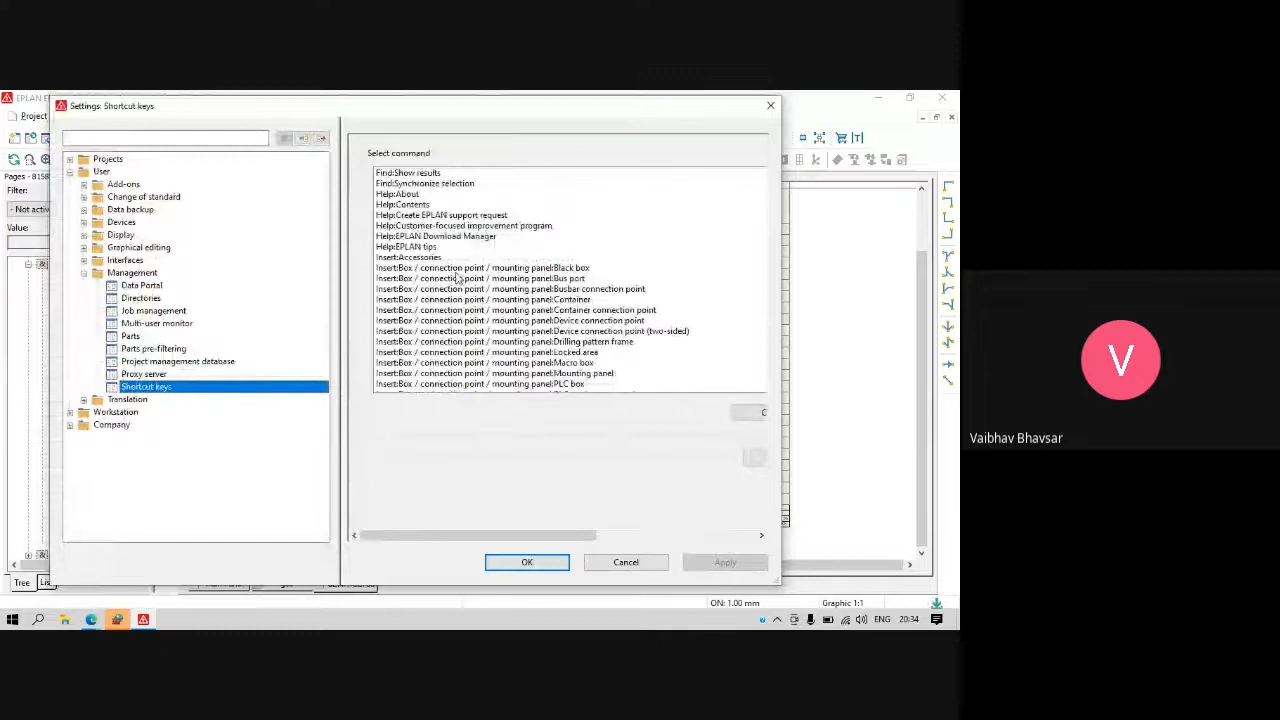 EPLAN E
Settings: Shortcut keys
Project
Pages - 8158
Filter:
- Not activ
Value:
Projects
User
Add-ons
Change of standard
Data backup
Devices
Display
Graphical editing
Interfaces
Management
Data Portal
Directories
Job management
Multi-user monitor
Parts
Parts pre-filtering
Project management database
Proxy server
Shortcut keys
Translation
Workstation
Company
Select command
Find:Show results
Find:Synchronize selection
Help:About
Help:Contents
Help:Create EPLAN support request
Help:Customer-focused improvement program
Help:EPLAN Download Manager
Help:EPLAN tips
Insert:Accessories
Insert:Box / connection point / mounting panel:Black box
Insert:Box / connection point / mounting panel:Bus port
Insert:Box / connection point / mounting panel:Busbar connection point
Insert:Box / connection point / mounting panel:Container
Insert:Box / connection point / mounting panel:Container connection point
Insert:Box / connection point / mounting panel:Device connection point
Insert:Box / connection point / mounting panel:Device connection point (two-sided)
Insert:Box / connection point / mounting panel:Drilling pattern frame
Insert:Box / connection point / mounting panel:Locked area
Insert:Box / connection point / mounting panel:Macro box
Insert:Box / connection point / mounting panel:Mounting panel
Insert:Box / connection point / mounting panel:PLC box
C
OK
Cancel
Apply
Tree
Lis
ON: 1.00 mm
Graphic 1:1
ENG
20:34
V
Vaibhav Bhavsar